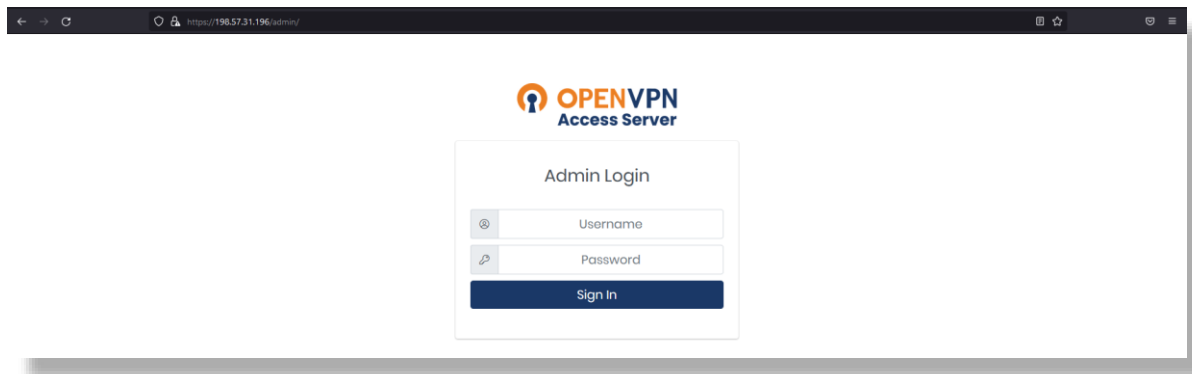 https://198.57.31.196/admin/
OPENVPN
Access Server
Admin Login
Username
Password
Sign In